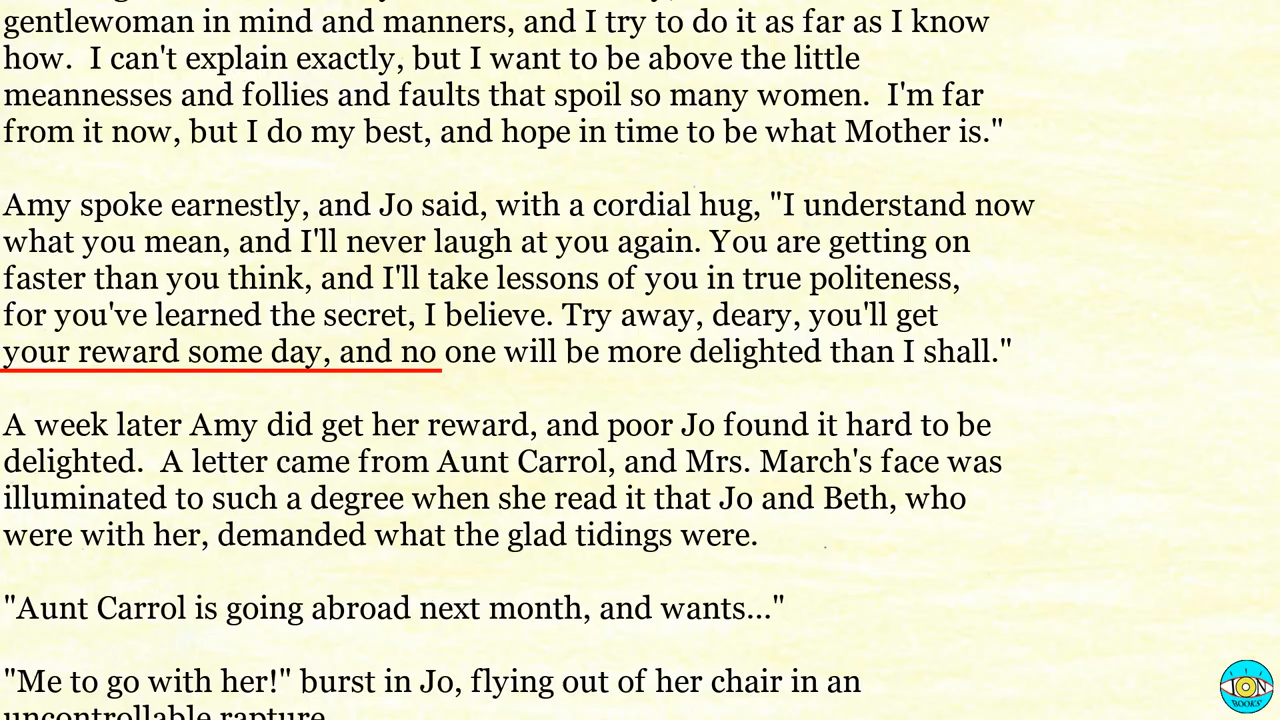 gentlewoman in mind and manners, and I try to do it as far as I know
how.  I can't explain exactly, but I want to be above the little
meannesses and follies and faults that spoil so many women.  I'm far
from it now, but I do my best, and hope in time to be what Mother is."
Amy spoke earnestly, and Jo said, with a cordial hug, "I understand now
what you mean, and I'll never laugh at you again. You are getting on
faster than you think, and I'll take lessons of you in true politeness,
for you've learned the secret, I believe. Try away, deary, you'll get
your reward some day, and no one will be more delighted than I shall."
A week later Amy did get her reward, and poor Jo found it hard to be
delighted.  A letter came from Aunt Carrol, and Mrs. March's face was
illuminated to such a degree when she read it that Jo and Beth, who
were with her, demanded what the glad tidings were.
"Aunt Carrol is going abroad next month, and wants..."
"Me to go with her!" burst in Jo, flying out of her chair in an
uncontrollable rapture.
ION
BOOKS